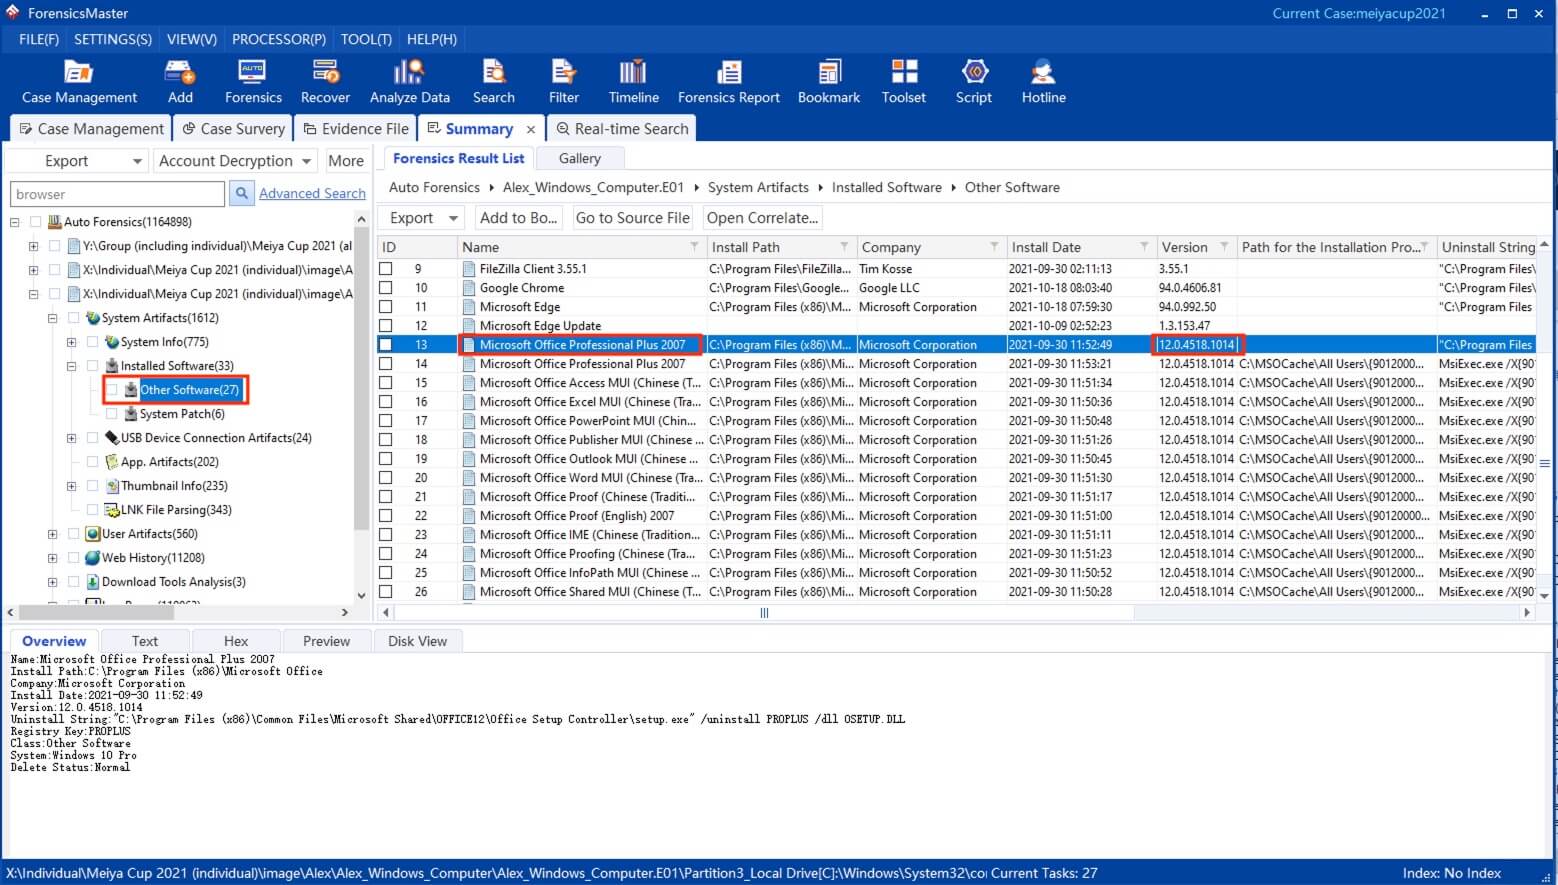 ForensicsMaster
Current Case:meiyacup2021
FILE(F) SETTINGS(S) VIEW(V) PROCESSOR(P) TOOL(T) HELP(H)
Case Management Add Forensics Recover Analyze Data Search Filter Timeline Forensics Report Bookmark Toolset Script Hotline
Case Management Case Survery Evidence File Summary Real-time Search
Export Account Decryption More
browser Advanced Search
Auto Forensics(1164898)
Y:\Group (including individual)\Meiya Cup 2021 (al
X:\Individual\Meiya Cup 2021 (individual)\image\A
X:\Individual\Meiya Cup 2021 (individual)\image\A
System Artifacts(1612)
System Info(775)
Installed Software(33)
Other Software(27)
System Patch(6)
USB Device Connection Artifacts(24)
App. Artifacts(202)
Thumbnail Info(235)
LNK File Parsing(343)
User Artifacts(560)
Web History(11208)
Download Tools Analysis(3)
Forensics Result List Gallery
Auto Forensics Alex_Windows_Computer.E01 System Artifacts Installed Software Other Software
Export Add to Bo... Go to Source File Open Correlate...
ID Name Install Path Company Install Date Version Path for the Installation Pro... Uninstall String
9 FileZilla Client 3.55.1 C:\Program Files\FileZilla... Tim Kosse 2021-09-30 02:11:13 3.55.1 "C:\Program Files\
10 Google Chrome C:\Program Files\Google... Google LLC 2021-10-18 08:03:40 94.0.4606.81 "C:\Program Files\
11 Microsoft Edge C:\Program Files (x86)\M... Microsoft Corporation 2021-10-18 07:59:30 94.0.992.50 "C:\Program Files
12 Microsoft Edge Update 2021-10-09 02:52:23 1.3.153.47
13 Microsoft Office Professional Plus 2007 C:\Program Files (x86)\M... Microsoft Corporation 2021-09-30 11:52:49 12.0.4518.1014 "C:\Program Files
14 Microsoft Office Professional Plus 2007 C:\Program Files (x86)\Mi... Microsoft Corporation 2021-09-30 11:53:21 12.0.4518.1014 C:\MSOCache\All Users\{9012000... MsiExec.exe /X{90
15 Microsoft Office Access MUI (Chinese (T... C:\Program Files (x86)\Mi... Microsoft Corporation 2021-09-30 11:51:34 12.0.4518.1014 C:\MSOCache\All Users\{9012000... MsiExec.exe /X{90
16 Microsoft Office Excel MUI (Chinese (Tr... C:\Program Files (x86)\Mi... Microsoft Corporation 2021-09-30 11:50:36 12.0.4518.1014 C:\MSOCache\All Users\{9012000... MsiExec.exe /X{90
17 Microsoft Office PowerPoint MUI (Chine... C:\Program Files (x86)\Mi... Microsoft Corporation 2021-09-30 11:50:48 12.0.4518.1014 C:\MSOCache\All Users\{9012000... MsiExec.exe /X{90
18 Microsoft Office Publisher MUI (Chinese ... C:\Program Files (x86)\Mi... Microsoft Corporation 2021-09-30 11:51:26 12.0.4518.1014 C:\MSOCache\All Users\{9012000... MsiExec.exe /X{90
19 Microsoft Office Outlook MUI (Chinese ... C:\Program Files (x86)\Mi... Microsoft Corporation 2021-09-30 11:50:45 12.0.4518.1014 C:\MSOCache\All Users\{9012000... MsiExec.exe /X{90
20 Microsoft Office Word MUI (Chinese (Tra... C:\Program Files (x86)\Mi... Microsoft Corporation 2021-09-30 11:51:30 12.0.4518.1014 C:\MSOCache\All Users\{9012000... MsiExec.exe /X{90
21 Microsoft Office Proof (Chinese (Traditi... C:\Program Files (x86)\Mi... Microsoft Corporation 2021-09-30 11:51:17 12.0.4518.1014 C:\MSOCache\All Users\{9012000... MsiExec.exe /X{90
22 Microsoft Office Proof (English) 2007 C:\Program Files (x86)\Mi... Microsoft Corporation 2021-09-30 11:51:00 12.0.4518.1014 C:\MSOCache\All Users\{9012000... MsiExec.exe /X{90
23 Microsoft Office IME (Chinese (Tradition... C:\Program Files (x86)\Mi... Microsoft Corporation 2021-09-30 11:51:11 12.0.4518.1014 C:\MSOCache\All Users\{9012000... MsiExec.exe /X{90
24 Microsoft Office Proofing (Chinese (Tra... C:\Program Files (x86)\Mi... Microsoft Corporation 2021-09-30 11:51:23 12.0.4518.1014 C:\MSOCache\All Users\{9012000... MsiExec.exe /X{90
25 Microsoft Office InfoPath MUI (Chinese ... C:\Program Files (x86)\Mi... Microsoft Corporation 2021-09-30 11:50:52 12.0.4518.1014 C:\MSOCache\All Users\{9012000... MsiExec.exe /X{90
26 Microsoft Office Shared MUI (Chinese (T... C:\Program Files (x86)\Mi... Microsoft Corporation 2021-09-30 11:50:28 12.0.4518.1014 C:\MSOCache\All Users\{9012000... MsiExec.exe /X{90
Overview Text Hex Preview Disk View
Name:Microsoft Office Professional Plus 2007
Install Path:C:\Program Files (x86)\Microsoft Office
Company:Microsoft Corporation
Install Date:2021-09-30 11:52:49
Version:12.0.4518.1014
Uninstall String:"C:\Program Files (x86)\Common Files\Microsoft Shared\OFFICE12\Office Setup Controller\setup.exe" /uninstall PROPLUS /dll OSETUP.DLL
Registry Key:PROPLUS
Class:Other Software
System:Windows 10 Pro
Delete Status:Normal
X:\Individual\Meiya Cup 2021 (individual)\image\Alex\Alex_Windows_Computer\Alex_Windows_Computer.E01\Partition3_Local Drive[C]:\Windows\System32\cor Current Tasks: 27 Index: No Index